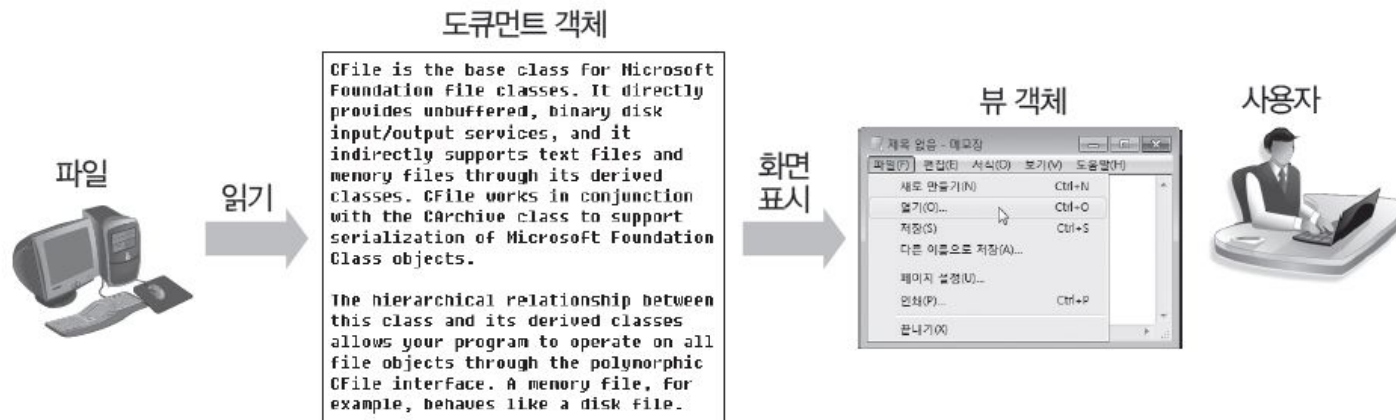 도큐먼트 객체
CFile is the base class for Microsoft
Foundation file classes. It directly
provides unbuffered, binary disk
input/output services, and it
indirectly supports text files and
memory files through its derived
classes. CFile works in conjunction
with the CArchive class to support
serialization of Microsoft Foundation
Class objects.
The hierarchical relationship between
this class and its derived classes
allows your program to operate on all
file objects through the polymorphic
CFile interface. A memory file, for
example, behaves like a disk file.
파일
읽기
화면
표시
뷰 객체
제목 없음 - 메모장
파일(F) 편집(E) 서식(O) 보기(V) 도움말(H)
새로 만들기(N) Ctrl+N
열기(O)... Ctrl+O
저장(S) Ctrl+S
다른 이름으로 저장(A)...
페이지 설정(U)...
인쇄(P)... Ctrl+P
끝내기(X)
사용자